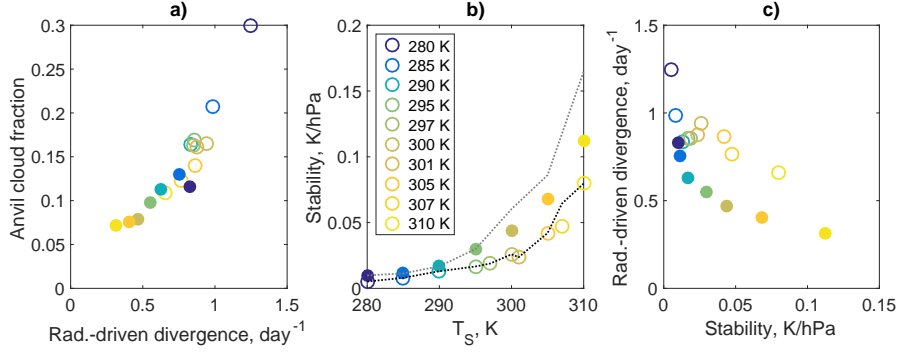 a)
Anvil cloud fraction
0.3
0.25
0.2
0.15
0.1
0.05
0
0
0.5
1
1.5
Rad.-driven divergence, day-1
b)
Stability, K/hPa
0.2
0.15
0.1
0.05
0
280 K
285 K
290 K
295 K
297 K
300 K
301 K
305 K
307 K
310 K
280
290
300
310
TS, K
c)
Rad.-driven divergence, day-1
1.5
1
0.5
0
0
0.05
0.1
0.15
Stability, K/hPa